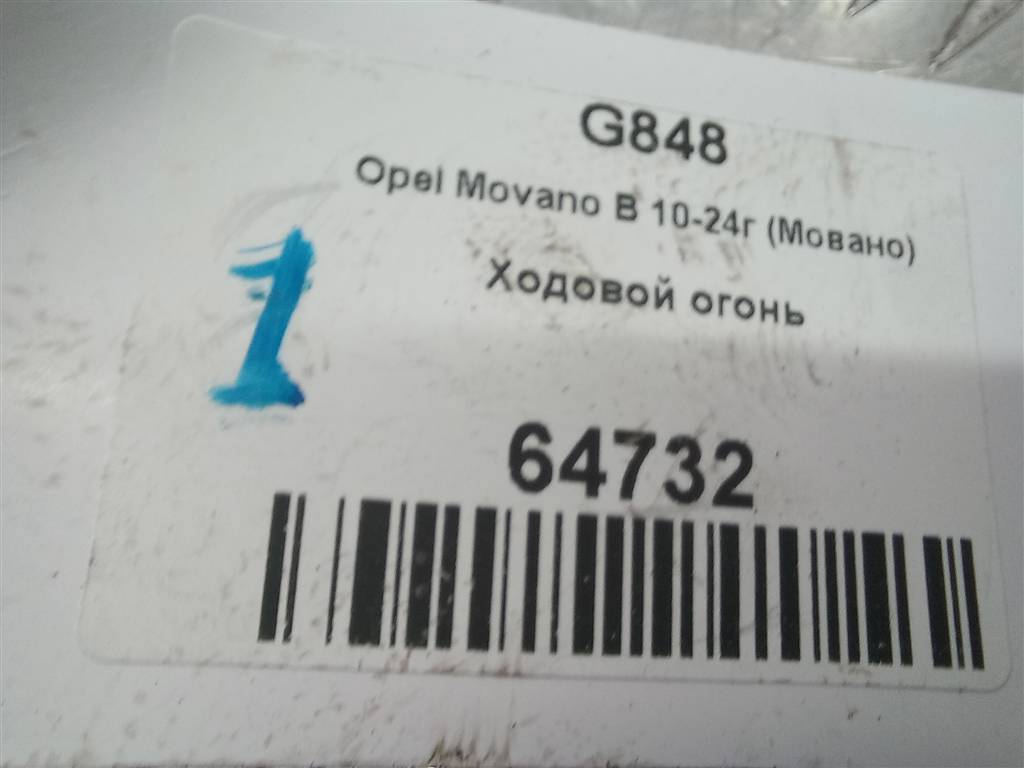 G848
Opel Movano B 10-24г (Мовано)
Ходовой огонь
1
64732